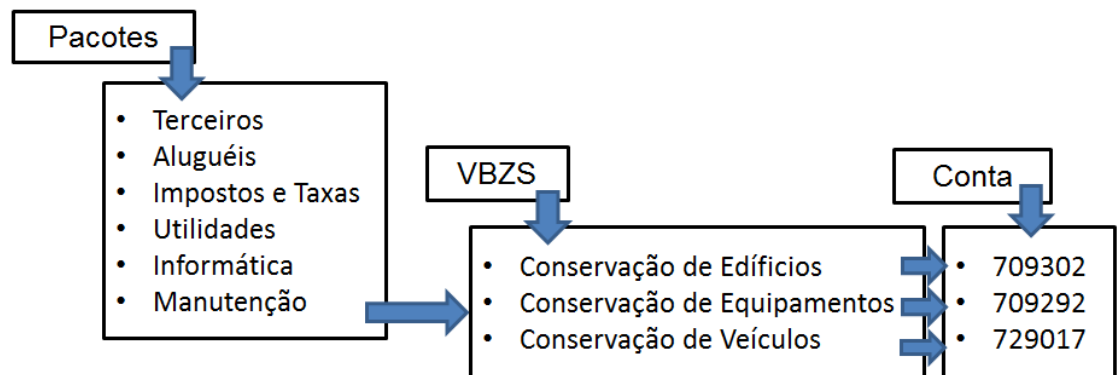 Pacotes
• Terceiros
• Aluguéis
• Impostos e Taxas
• Utilidades
• Informática
• Manutenção
VBZS
• Conservação de Edíficios
• Conservação de Equipamentos
• Conservação de Veículos
Conta
• 709302
• 709292
• 729017